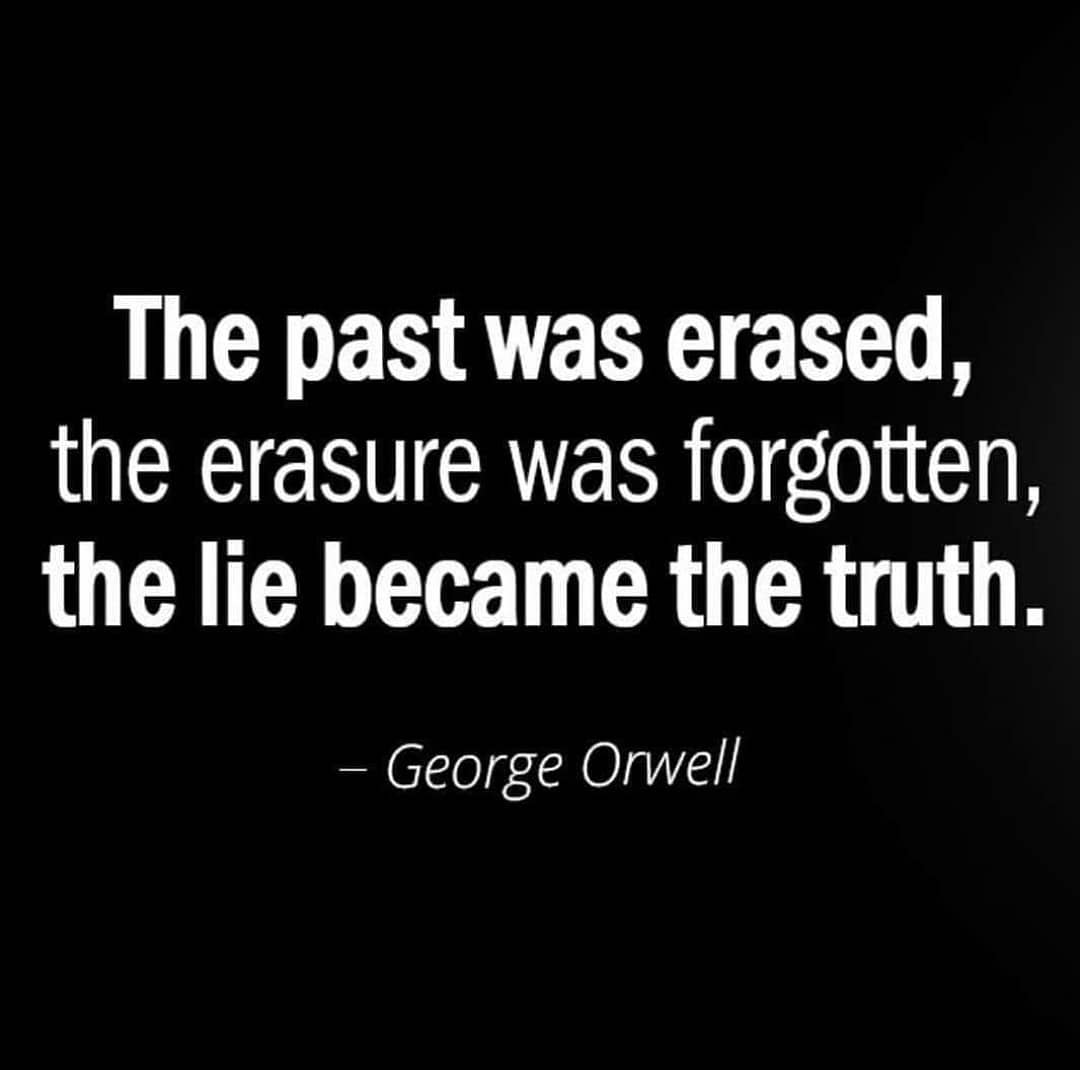 The past was erased,
the erasure was forgotten,
the lie became the truth.
– George Orwell